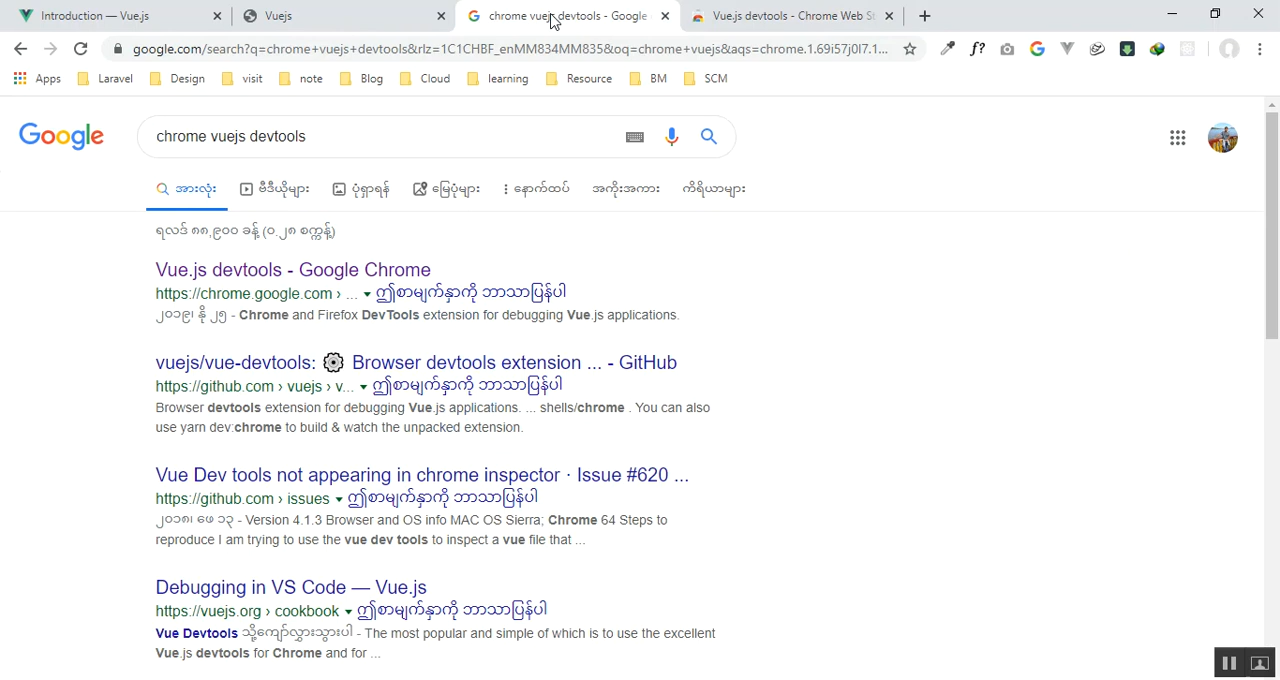 Introduction — Vue.js
Vuejs
chrome vuejs devtools - Google
Vue.js devtools - Chrome Web St
google.com/search?q=chrome+vuejs+devtools&rlz=1C1CHBF_enMM834MM835&oq=chrome+vuejs&aqs=chrome.1.69i57j0l7.1...
f?
Apps Laravel Design visit note Blog Cloud learning Resource BM SCM
Google
chrome vuejs devtools
အားလုံး ဗီဒီယိုများ ပုံရှာရန် မြေပုံများ နောက်ထပ် အကိုးအကား ကိရိယာများ
ရလဒ် ၈၈,၉၀၀ ခန့် (၀.၂၈ စက္ကန့်)
Vue.js devtools - Google Chrome
https://chrome.google.com › ... ဤစာမျက်နှာကို ဘာသာပြန်ပါ
၂၀၁၉၊ နို ၂၅ - Chrome and Firefox DevTools extension for debugging Vue.js applications.
vuejs/vue-devtools: ⚙️ Browser devtools extension ... - GitHub
https://github.com › vuejs › v... ဤစာမျက်နှာကို ဘာသာပြန်ပါ
Browser devtools extension for debugging Vue.js applications. ... shells/chrome . You can also
use yarn dev:chrome to build & watch the unpacked extension.
Vue Dev tools not appearing in chrome inspector · Issue #620 ...
https://github.com › issues ဤစာမျက်နှာကို ဘာသာပြန်ပါ
၂၀၁၈၊ ဖေ ၁၃ - Version 4.1.3 Browser and OS info MAC OS Sierra; Chrome 64 Steps to
reproduce I am trying to use the vue dev tools to inspect a vue file that ...
Debugging in VS Code — Vue.js
https://vuejs.org › cookbook ဤစာမျက်နှာကို ဘာသာပြန်ပါ
Vue Devtools သို့ကျော်လွှားသွားပါ - The most popular and simple of which is to use the excellent
Vue.js devtools for Chrome and for ...